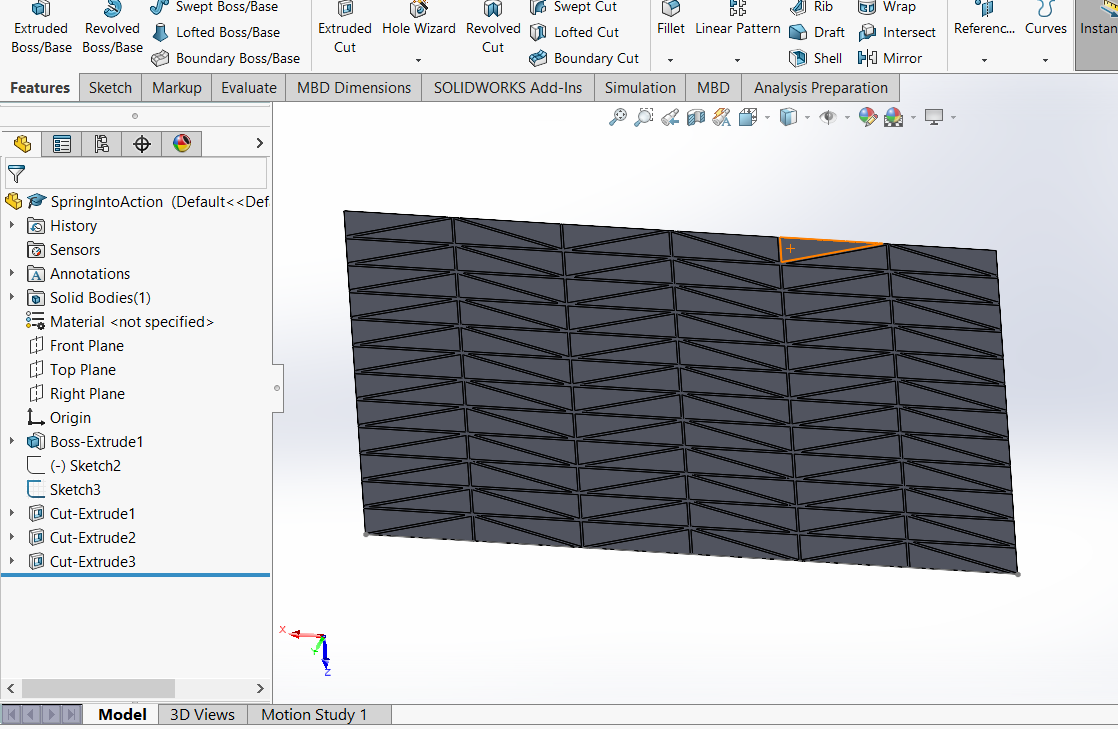 Extruded Boss/Base
Revolved Boss/Base
Swept Boss/Base
Lofted Boss/Base
Boundary Boss/Base
Extruded Cut
Hole Wizard
Revolved Cut
Swept Cut
Lofted Cut
Boundary Cut
Fillet
Linear Pattern
Rib
Draft
Shell
Wrap
Intersect
Mirror
Referenc...
Curves
Instan
Features Sketch Markup Evaluate MBD Dimensions SOLIDWORKS Add-Ins Simulation MBD Analysis Preparation
SpringIntoAction (Default<<Def
History
Sensors
Annotations
Solid Bodies(1)
Material <not specified>
Front Plane
Top Plane
Right Plane
Origin
Boss-Extrude1
(-) Sketch2
Sketch3
Cut-Extrude1
Cut-Extrude2
Cut-Extrude3
X
Y
Z
Model 3D Views Motion Study 1